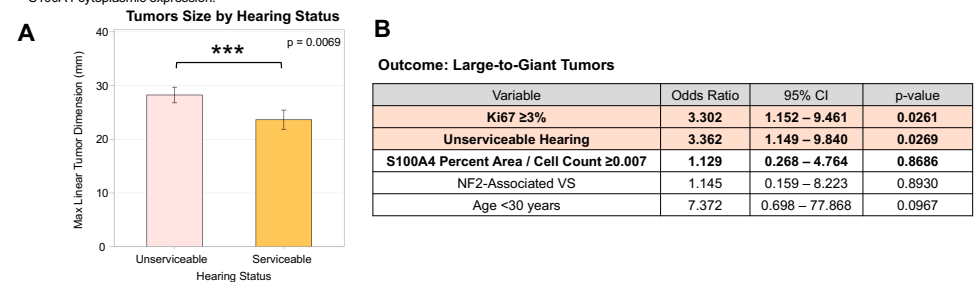 S100A4 cytoplasmic expression.
A
Tumors Size by Hearing Status
Max Linear Tumor Dimension (mm)
40
30
20
10
0
***
p = 0.0069
Unserviceable
Serviceable
Hearing Status
B
Outcome: Large-to-Giant Tumors
Variable Odds Ratio 95% CI p-value
Ki67 ≥3% 3.302 1.152 – 9.461 0.0261
Unserviceable Hearing 3.362 1.149 – 9.840 0.0269
S100A4 Percent Area / Cell Count ≥0.007 1.129 0.268 – 4.764 0.8686
NF2-Associated VS 1.145 0.159 – 8.223 0.8930
Age <30 years 7.372 0.698 – 77.868 0.0967